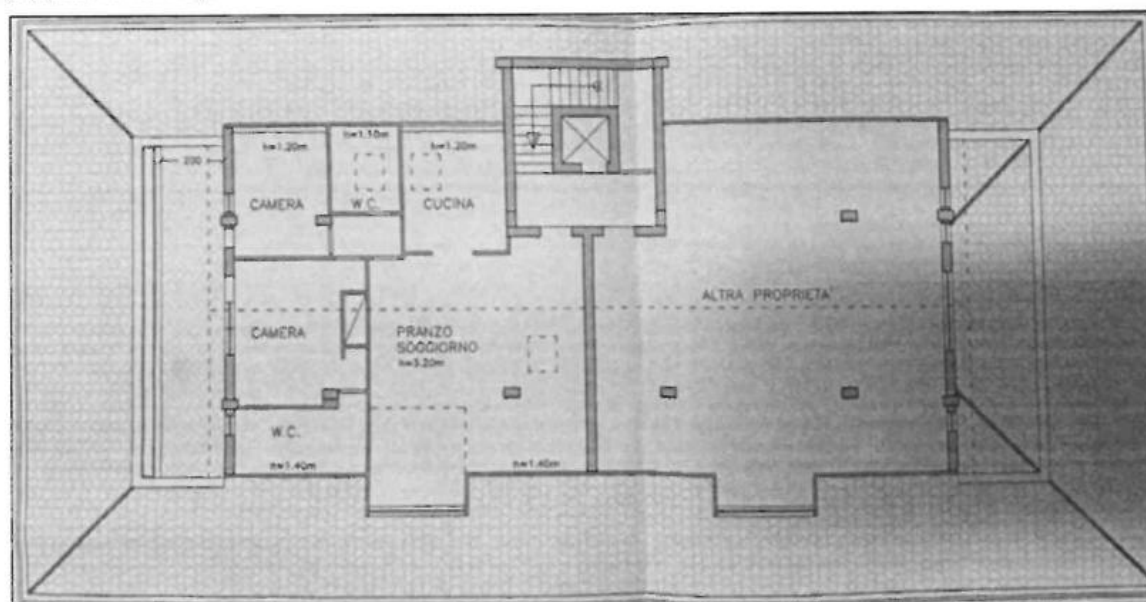 h=1.20m
h=1.10m
h=1.20m
200
CAMERA
W.C.
CUCINA
ALTRA PROPRIETA'
CAMERA
PRANZO
SOGGIORNO
h=3.20m
W.C.
h=1.40m
h=1.40m